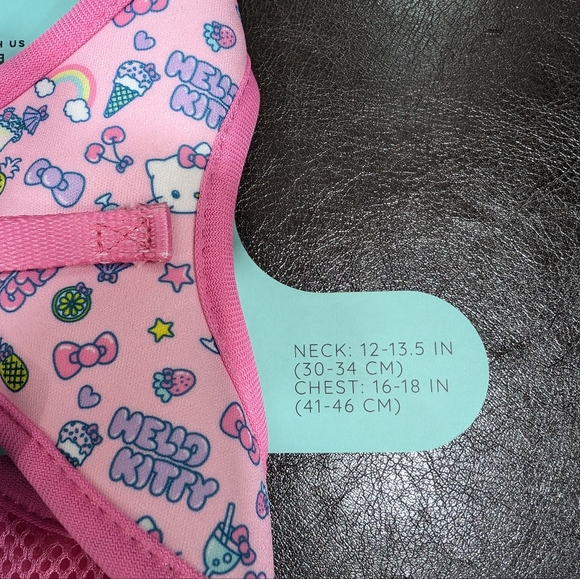 H US
HELLO
KITTY
NECK: 12-13.5 IN
(30-34 CM)
CHEST: 16-18 IN
(41-46 CM)
HELLO
KITTY